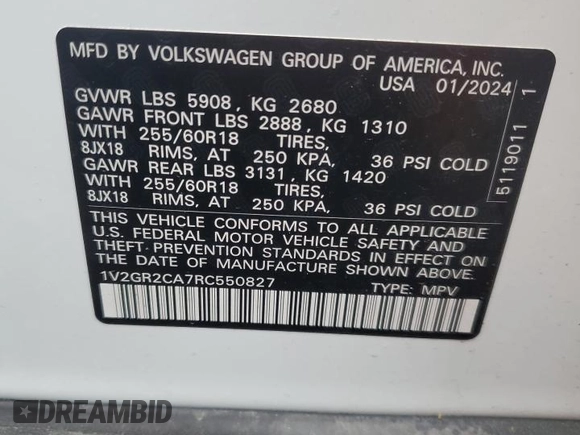 MFD BY VOLKSWAGEN GROUP OF AMERICA, INC.
USA 01/2024
GVWR LBS 5908, KG 2680
GAWR FRONT LBS 2888, KG 1310
WITH 255/60R18 TIRES,
8JX18 RIMS, AT 250 KPA, 36 PSI COLD
GAWR REAR LBS 3131, KG 1420
WITH 255/60R18 TIRES,
8JX18 RIMS, AT 250 KPA, 36 PSI COLD
THIS VEHICLE CONFORMS TO ALL APPLICABLE
U.S. FEDERAL MOTOR VEHICLE SAFETY AND
THEFT PREVENTION STANDARDS IN EFFECT ON
THE DATE OF MANUFACTURE SHOWN ABOVE.
1V2GR2CA7RC550827 TYPE: MPV
5119011 1
DREAMBID